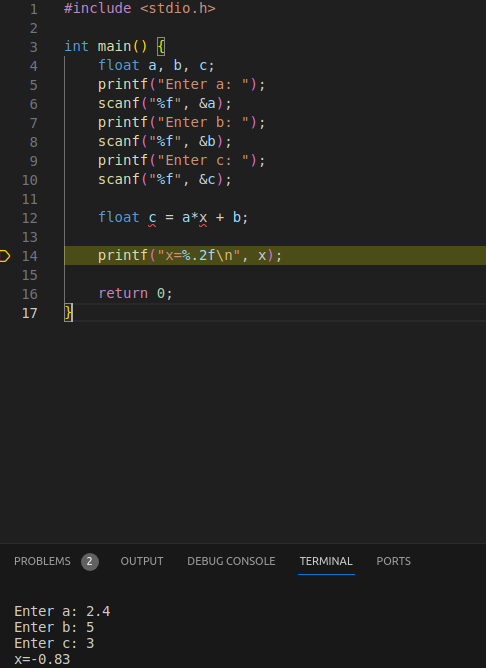 1 #include <stdio.h>
2
3 int main() {
4 float a, b, c;
5 printf("Enter a: ");
6 scanf("%f", &a);
7 printf("Enter b: ");
8 scanf("%f", &b);
9 printf("Enter c: ");
10 scanf("%f", &c);
11
12 float c = a*x + b;
13
14 printf("x=%.2f\n", x);
15
16 return 0;
17 }
PROBLEMS 2 OUTPUT DEBUG CONSOLE TERMINAL PORTS
Enter a: 2.4
Enter b: 5
Enter c: 3
x=-0.83